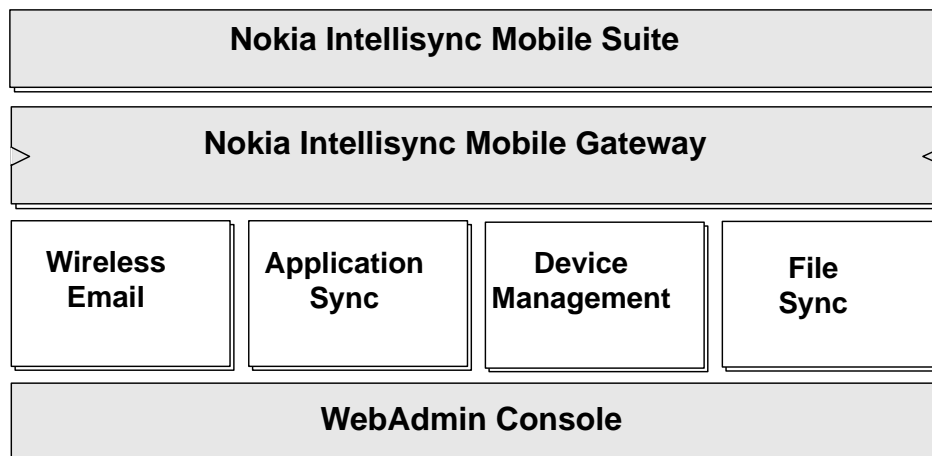 Nokia Intellisync Mobile Suite
Nokia Intellisync Mobile Gateway
Wireless
Email
Application
Sync
Device
Management
File
Sync
WebAdmin Console